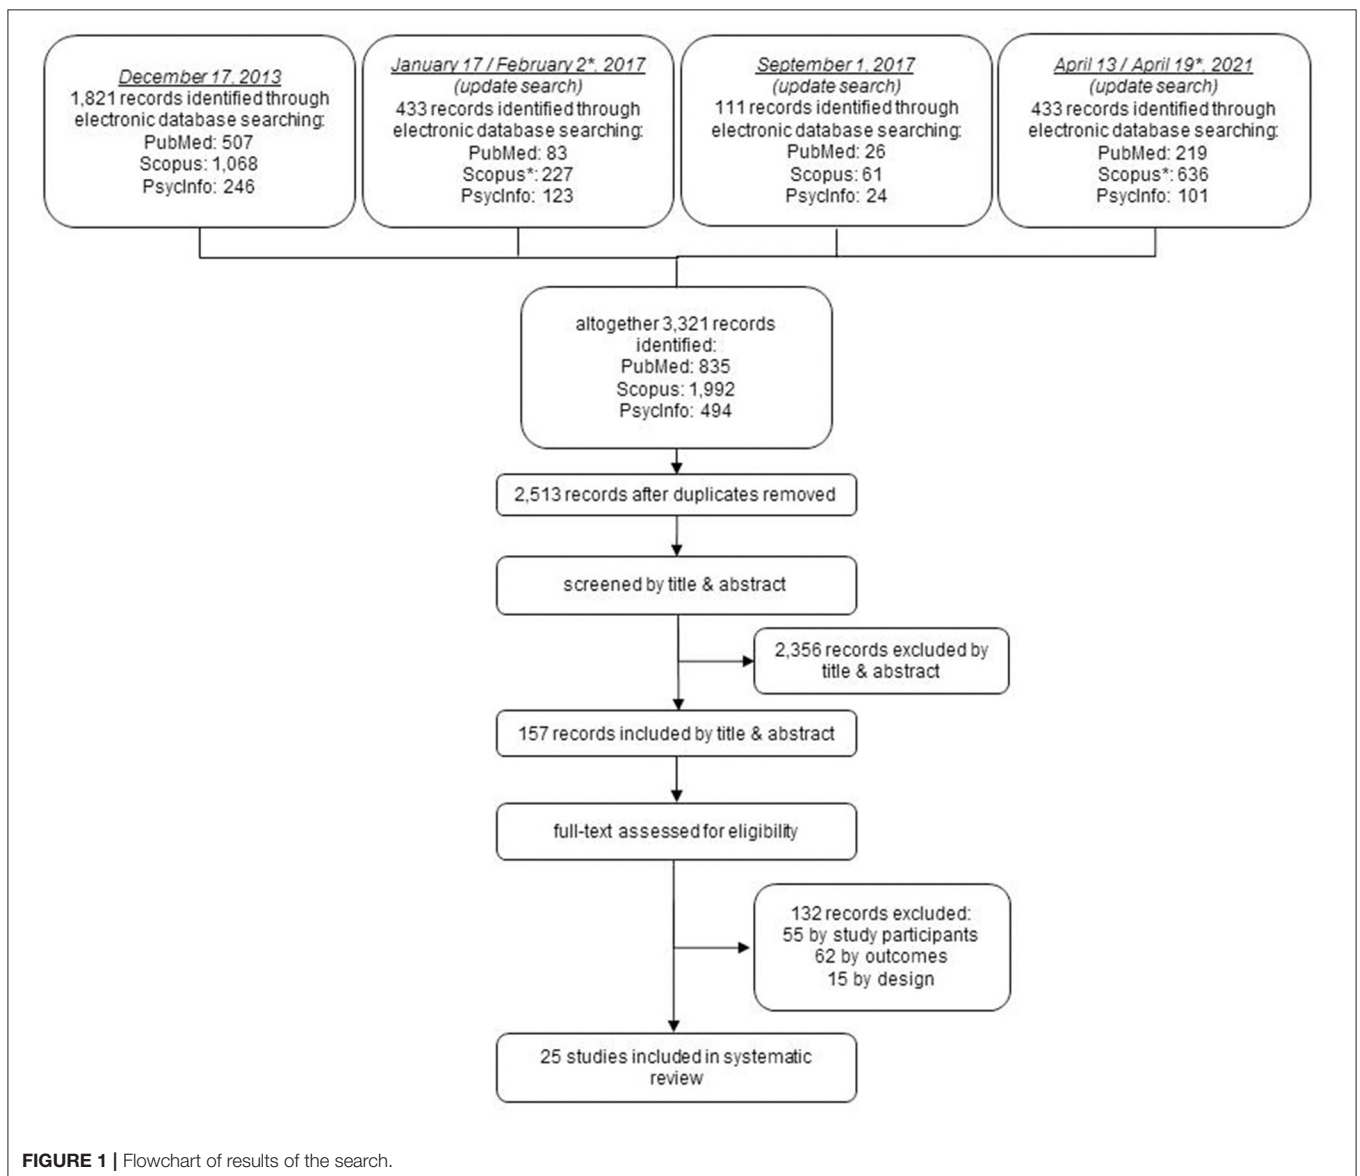 December 17, 2013
1,821 records identified through
electronic database searching:
PubMed: 507
Scopus: 1,068
PsycInfo: 246
January 17 / February 2*, 2017
(update search)
433 records identified through
electronic database searching:
PubMed: 83
Scopus*: 227
PsycInfo: 123
September 1, 2017
(update search)
111 records identified through
electronic database searching:
PubMed: 26
Scopus: 61
PsycInfo: 24
April 13 / April 19*, 2021
(update search)
433 records identified through
electronic database searching:
PubMed: 219
Scopus*: 636
PsycInfo: 101
altogether 3,321 records
identified:
PubMed: 835
Scopus: 1,992
PsycInfo: 494
2,513 records after duplicates removed
screened by title & abstract
2,356 records excluded by
title & abstract
157 records included by title & abstract
full-text assessed for eligibility
132 records excluded:
55 by study participants
62 by outcomes
15 by design
25 studies included in systematic
review
FIGURE 1 | Flowchart of results of the search.